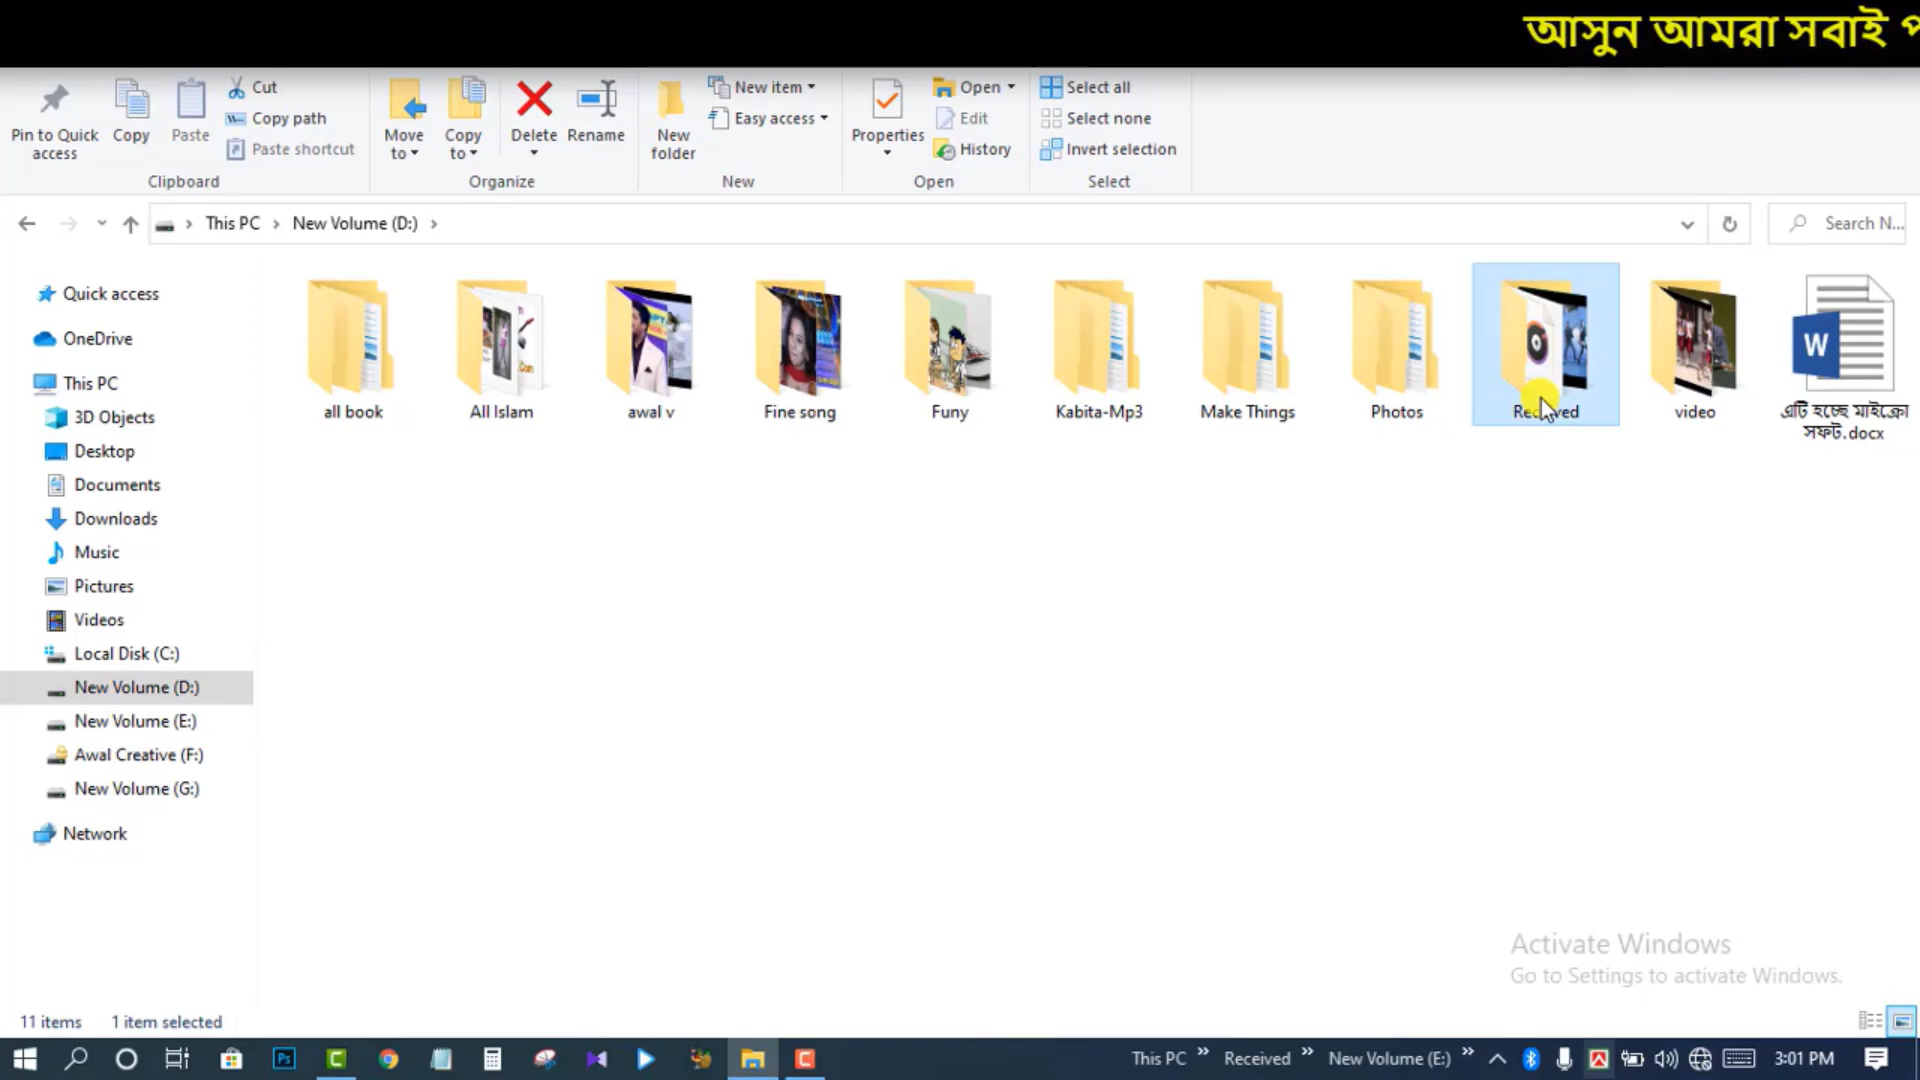 আসুন আমরা সবাই
Pin to Quick access
Copy
Paste
Cut
Copy path
Paste shortcut
Clipboard
Move to
Copy to
Delete
Rename
Organize
New folder
New item
Easy access
New
Properties
Open
Edit
History
Open
Select all
Select none
Invert selection
Select
This PC
New Volume (D:)
Search N...
Quick access
OneDrive
This PC
3D Objects
Desktop
Documents
Downloads
Music
Pictures
Videos
Local Disk (C:)
New Volume (D:)
New Volume (E:)
Awal Creative (F:)
New Volume (G:)
Network
all book
All Islam
awal v
Fine song
Funy
Kabita-Mp3
Make Things
Photos
Received
video
W
এটি হচ্ছে মাইক্রো
সফট.docx
Activate Windows
Go to Settings to activate Windows.
11 items 1 item selected
Ps
This PC
Received
New Volume (E:)
3:01 PM